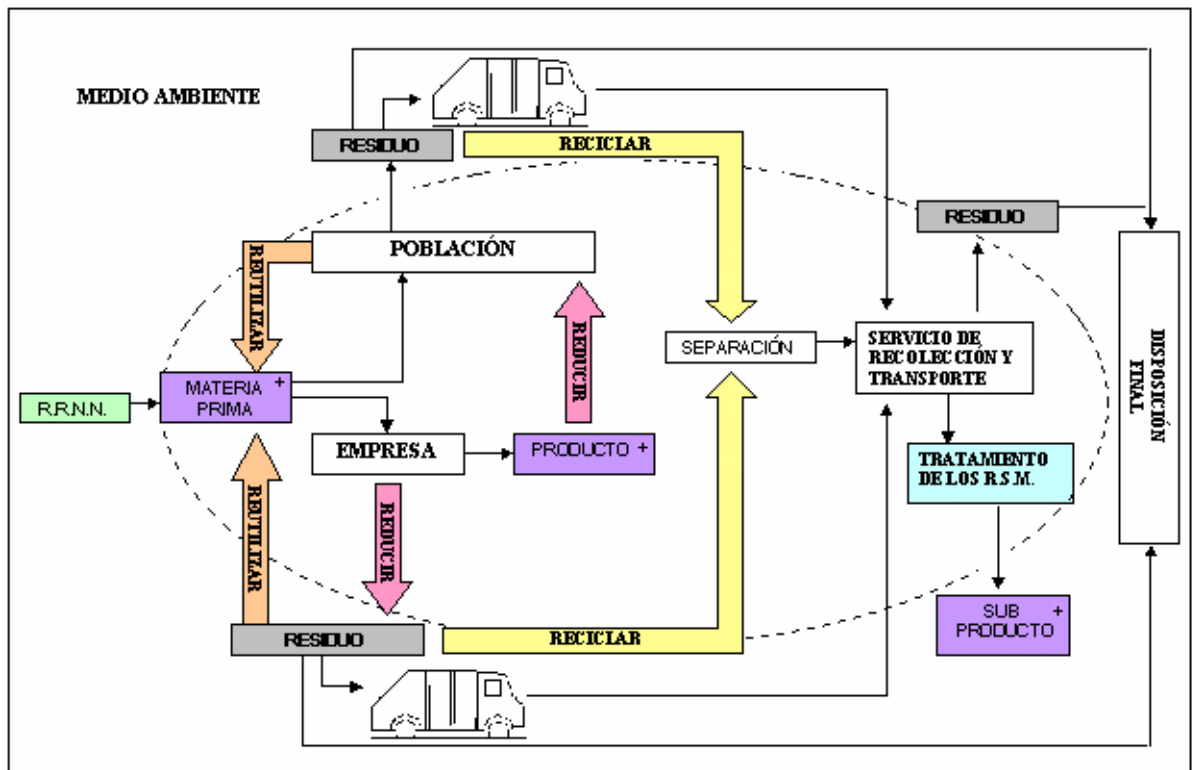 MEDIO AMBIENTE
RESIDUO
RECICLAR
RESIDUO
POBLACIÓN
REUTILIZAR
REDUCIR
SEPARACIÓN
SERVICIO DE
RECOLECCIÓN Y
TRANSPORTE
DISPOSICIÓN
FINAL
R.R.N.N.
MATERIA +
PRIMA
EMPRESA
PRODUCTO +
TRATAMIENTO
DE LOS R.S.M.
REUTILIZAR
REDUCIR
SUB +
PRODUCTO
RESIDUO
RECICLAR